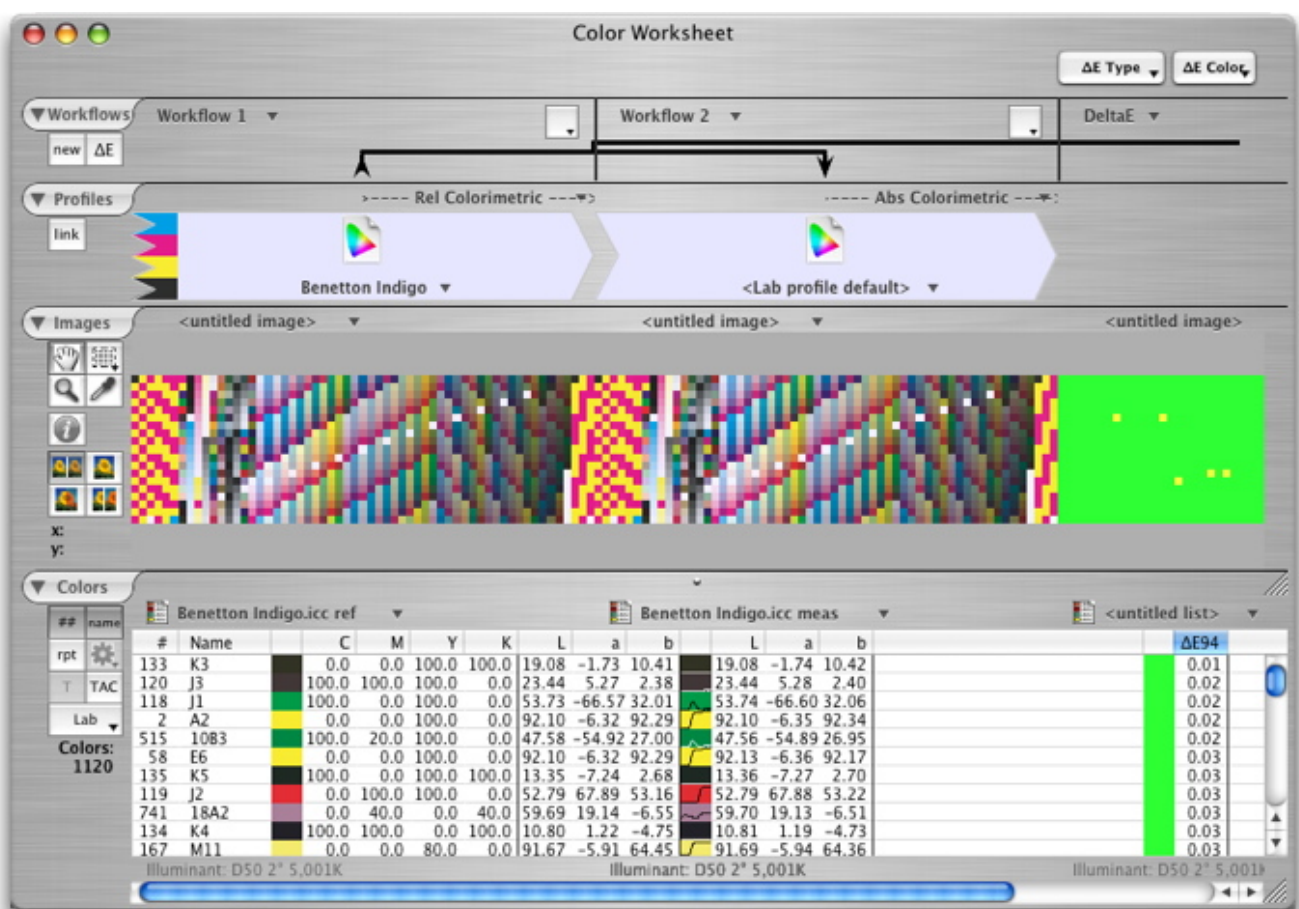 Color Worksheet
ΔE Type ΔE Color
Workflows Workflow 1 Workflow 2 DeltaE
new ΔE
Profiles >---- Rel Colorimetric ---> ---- Abs Colorimetric ---
link
Benetton Indigo <Lab profile default>
Images <untitled image> <untitled image> <untitled image>
x:
y:
Colors
## name Benetton Indigo.icc ref Benetton Indigo.icc meas <untitled list>
rpt
T TAC
Lab
Colors:
1120
# Name C M Y K L a b L a b ΔE94
133 K3 0.0 0.0 100.0 100.0 19.08 -1.73 10.41 19.08 -1.74 10.42 0.01
120 J3 100.0 100.0 100.0 0.0 23.44 5.27 2.38 23.44 5.28 2.40 0.02
118 J1 100.0 0.0 100.0 0.0 53.73 -66.57 32.01 53.74 -66.60 32.06 0.02
2 A2 0.0 0.0 100.0 0.0 92.10 -6.32 92.29 92.10 -6.35 92.34 0.02
515 10B3 100.0 20.0 100.0 0.0 47.58 -54.92 27.00 47.56 -54.89 26.95 0.02
58 E6 0.0 0.0 100.0 0.0 92.10 -6.32 92.29 92.13 -6.36 92.17 0.03
135 K5 100.0 0.0 100.0 100.0 13.35 -7.24 2.68 13.36 -7.27 2.70 0.03
119 J2 0.0 100.0 100.0 0.0 52.79 67.89 53.16 52.79 67.88 53.22 0.03
741 18A2 0.0 40.0 0.0 40.0 59.69 19.14 -6.55 59.70 19.13 -6.51 0.03
134 K4 100.0 100.0 0.0 100.0 10.80 1.22 -4.75 10.81 1.19 -4.73 0.03
167 M11 0.0 0.0 80.0 0.0 91.67 -5.91 64.45 91.69 -5.94 64.36 0.03
Illuminant: D50 2° 5,001K Illuminant: D50 2° 5,001K Illuminant: D50 2° 5,001K